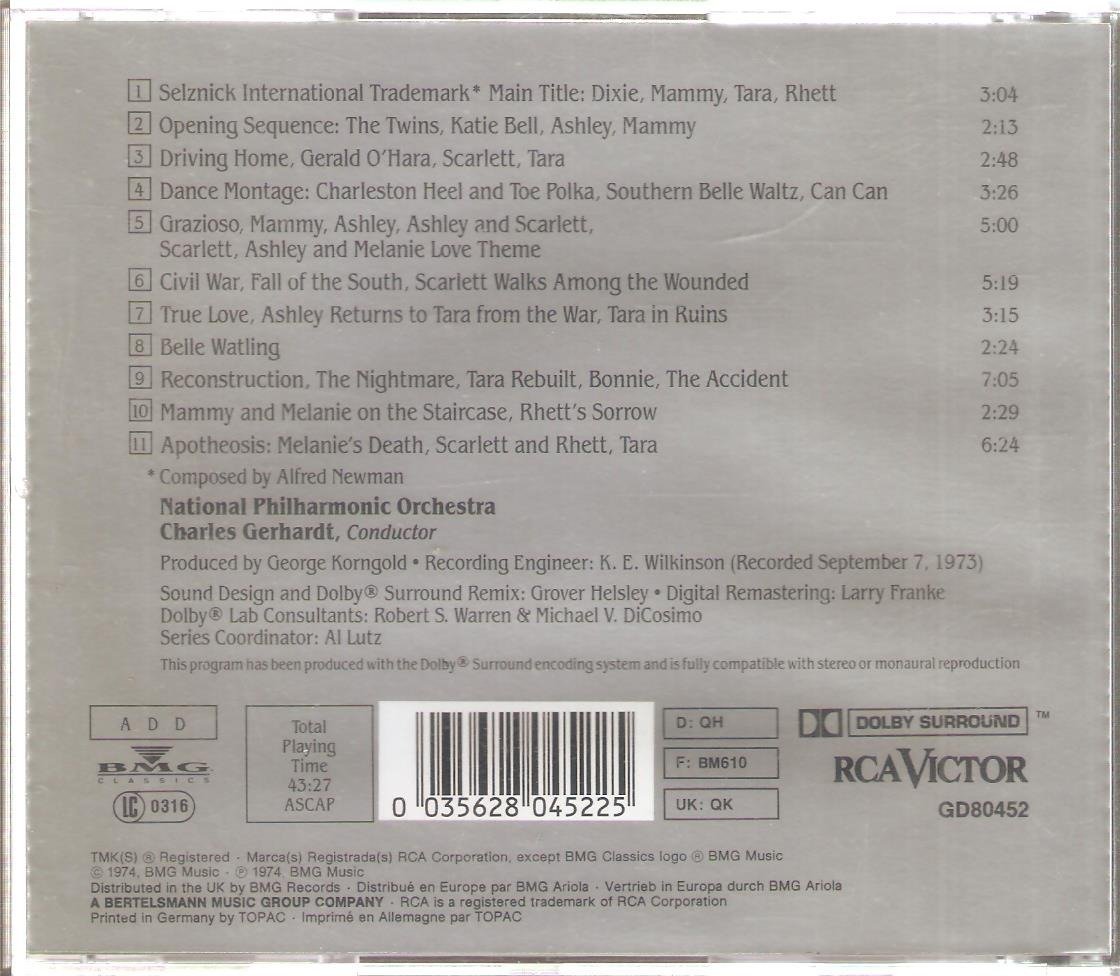 1 Selznick International Trademark* Main Title: Dixie, Mammy, Tara, Rhett 3:04
2 Opening Sequence: The Twins, Katie Bell, Ashley, Mammy 2:13
3 Driving Home, Gerald O'Hara, Scarlett, Tara 2:48
4 Dance Montage: Charleston Heel and Toe Polka, Southern Belle Waltz, Can Can 3:26
5 Grazioso, Mammy, Ashley, Ashley and Scarlett, 5:00
Scarlett, Ashley and Melanie Love Theme
6 Civil War, Fall of the South, Scarlett Walks Among the Wounded 5:19
7 True Love, Ashley Returns to Tara from the War, Tara in Ruins 3:15
8 Belle Watling 2:24
9 Reconstruction, The Nightmare, Tara Rebuilt, Bonnie, The Accident 7:05
10 Mammy and Melanie on the Staircase, Rhett's Sorrow 2:29
11 Apotheosis: Melanie's Death, Scarlett and Rhett, Tara 6:24
* Composed by Alfred Newman
National Philharmonic Orchestra
Charles Gerhardt, Conductor
Produced by George Korngold • Recording Engineer: K. E. Wilkinson (Recorded September 7, 1973)
Sound Design and Dolby® Surround Remix: Grover Helsley • Digital Remastering: Larry Franke
Dolby® Lab Consultants: Robert S. Warren & Michael V. DiCosimo
Series Coordinator: Al Lutz
This program has been produced with the Dolby® Surround encoding system and is fully compatible with stereo or monaural reproduction
A D D
BMG
CLASSICS
LC 0316
Total
Playing
Time
43:27
ASCAP
0 035628 045225
D: QH
F: BM610
UK: QK
DOLBY SURROUND ™
RCA VICTOR
GD80452
TMK(S) ® Registered · Marca(s) Registrada(s) RCA Corporation, except BMG Classics logo ® BMG Music
© 1974, BMG Music · ℗ 1974, BMG Music
Distributed in the UK by BMG Records · Distribué en Europe par BMG Ariola · Vertrieb in Europa durch BMG Ariola
A BERTELSMANN MUSIC GROUP COMPANY · RCA is a registered trademark of RCA Corporation
Printed in Germany by TOPAC · Imprimé en Allemagne par TOPAC